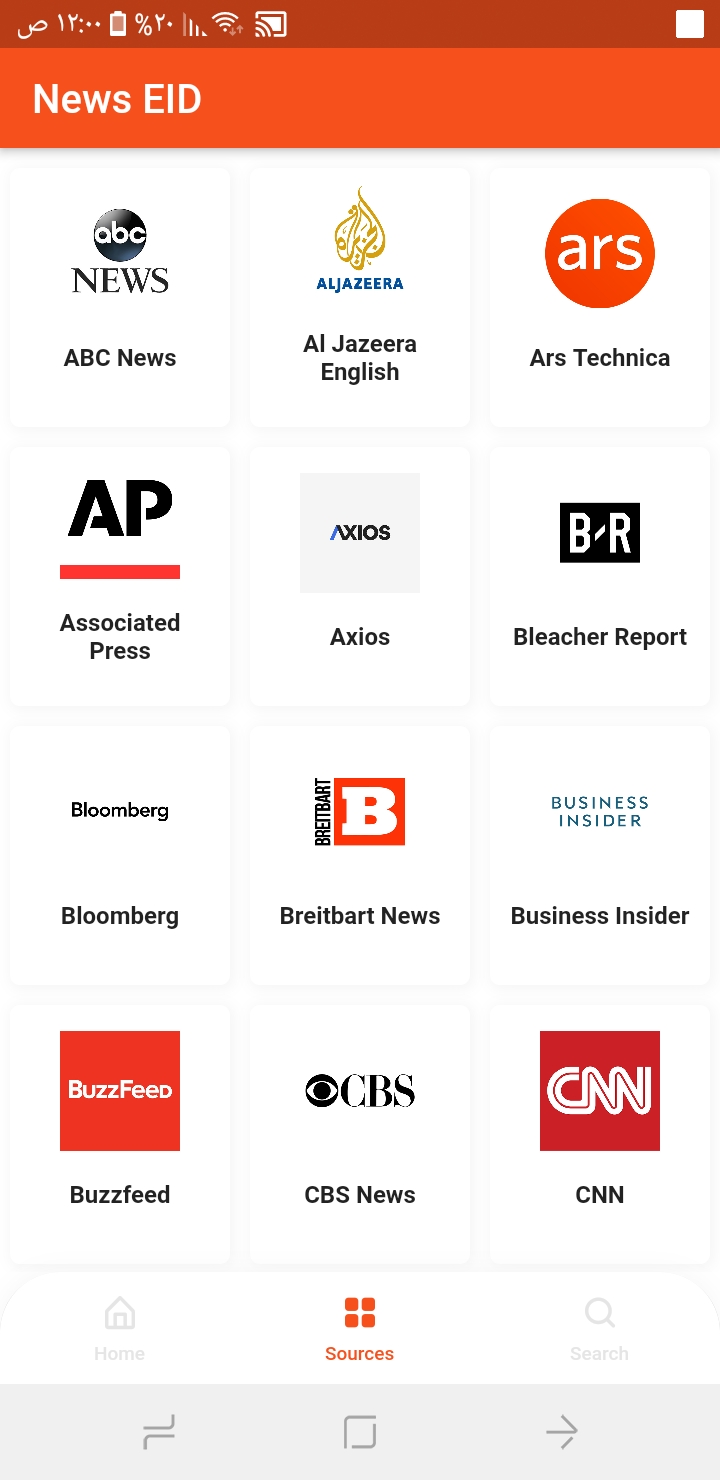 ١٢:٠٠ ص
%٢٠
News EID
abc
NEWS
ABC News
ALJAZEERA
Al Jazeera
English
ars
Ars Technica
AP
Associated
Press
AXIOS
Axios
B/R
Bleacher Report
Bloomberg
Bloomberg
BREITBART
B
Breitbart News
BUSINESS
INSIDER
Business Insider
BuzzFeed
Buzzfeed
CBS
CBS News
CNN
CNN
Home
Sources
Search